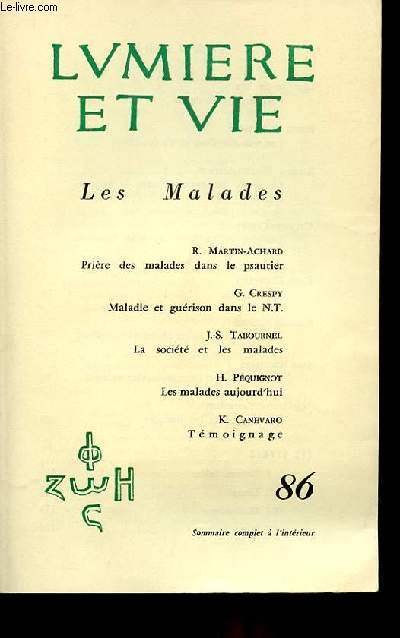 Le-livre.com
LVMIERE
ET VIE
Les Malades
R. MARTIN-ACHARD
Prière des malades dans le psautier
G. CRESPY
Maladie et guérison dans le N.T.
J.-S. TABOURNEL
La société et les malades
H. PÉQUIGNOT
Les malades aujourd'hui
K. CANEVARO
Témoignage
Φ
ΖωΗ
ς
86
Sommaire complet à l'intérieur